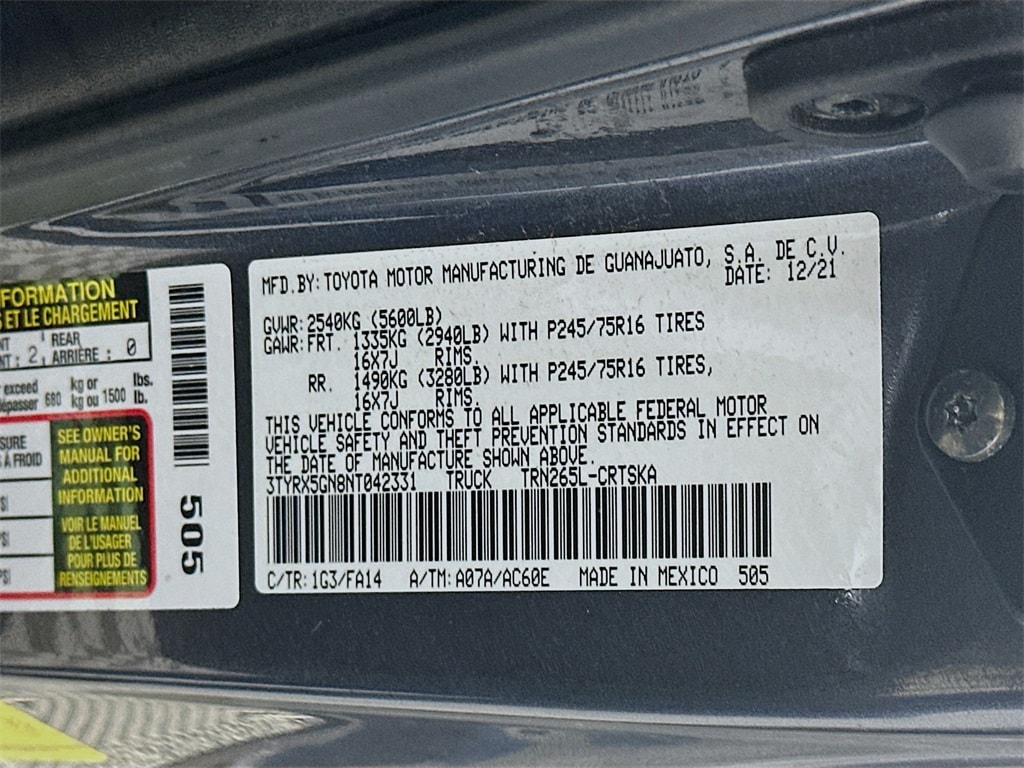 FORMATION
S ET LE CHARGEMENT
NT : 2
REAR
ARRIÈRE : 0
exceed
dépasser 680 kg or
kg ou 1500 lbs.
lb.
SURE
À FROID
SEE OWNER'S
MANUAL FOR
ADDITIONAL
INFORMATION
VOIR LE MANUEL
DE L'USAGER
POUR PLUS DE
RENSEIGNEMENTS
505
MFD.BY:TOYOTA MOTOR MANUFACTURING DE GUANAJUATO, S.A. DE C.V.
DATE: 12/21
GVWR:2540KG (5600LB)
GAWR:FRT. 1335KG (2940LB) WITH P245/75R16 TIRES
16X7J RIMS.
RR. 1490KG (3280LB) WITH P245/75R16 TIRES,
16X7J RIMS.
THIS VEHICLE CONFORMS TO ALL APPLICABLE FEDERAL MOTOR
VEHICLE SAFETY AND THEFT PREVENTION STANDARDS IN EFFECT ON
THE DATE OF MANUFACTURE SHOWN ABOVE.
3TYRX5GN8NT042331 TRUCK TRN265L-CRTSKA
C/TR:1G3/FA14 A/TM:A07A/AC60E MADE IN MEXICO 505